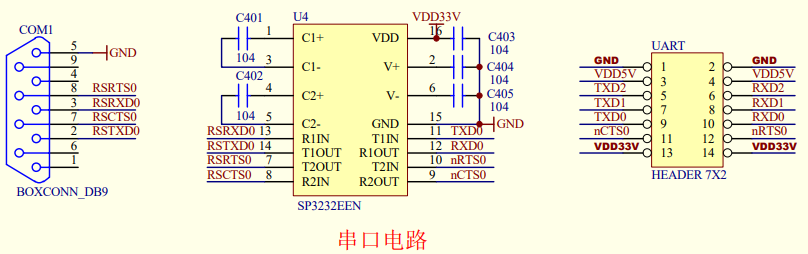 COM1
5 GND
9
4
8 RSRTS0
3 RSRXD0
7 RSCTS0
2 RSTXD0
6
1
BOXCONN_DB9
C401
104
C402
104
U4
VDD33V
1 C1+ VDD 16
3 C1- V+ 2
4 C2+ V- 6
5 C2- GND 15 GND
RSRXD0 13 R1IN T1IN 11 TXD0
RSTXD0 14 T1OUT R1OUT 12 RXD0
RSRTS0 7 T2OUT T2IN 10 nRTS0
RSCTS0 8 R2IN R2OUT 9 nCTS0
SP3232EEN
C403
104
C404
104
C405
104
UART
GND 1 2 GND
VDD5V 3 4 VDD5V
TXD2 5 6 RXD2
TXD1 7 8 RXD1
TXD0 9 10 RXD0
nCTS0 11 12 nRTS0
VDD33V 13 14 VDD33V
HEADER 7X2
串口电路